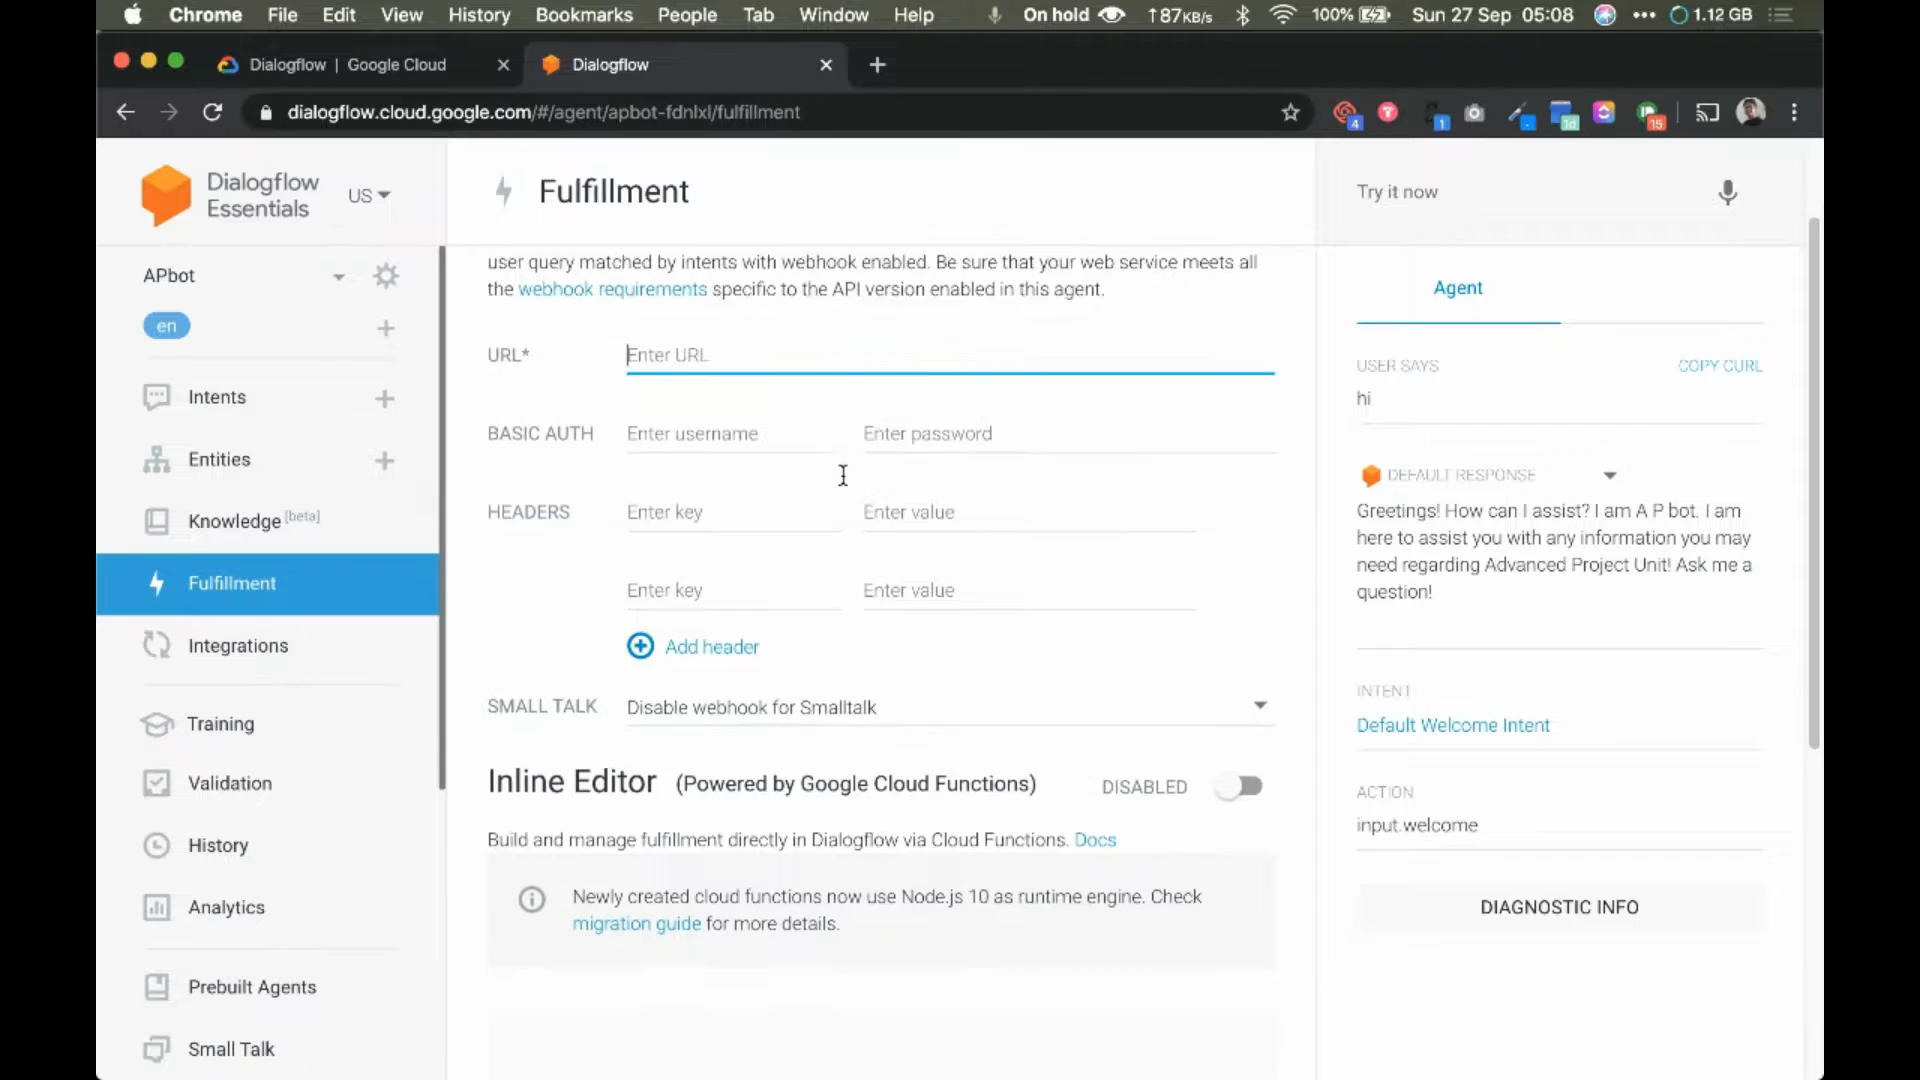 Chrome File Edit View History Bookmarks People Tab Window Help On hold ↑87KB/s 100% Sun 27 Sep 05:08 ••• 1.12 GB
Dialogflow | Google Cloud
Dialogflow
dialogflow.cloud.google.com/#/agent/apbot-fdnlxl/fulfillment
4
1
1d
15
Dialogflow
Essentials
US
APbot
en
Intents
Entities
Knowledge [beta]
Fulfillment
Integrations
Training
Validation
History
Analytics
Prebuilt Agents
Small Talk
Fulfillment
user query matched by intents with webhook enabled. Be sure that your web service meets all
the webhook requirements specific to the API version enabled in this agent.
URL* Enter URL
BASIC AUTH Enter username Enter password
HEADERS Enter key Enter value
Enter key Enter value
Add header
SMALL TALK Disable webhook for Smalltalk
Inline Editor (Powered by Google Cloud Functions) DISABLED
Build and manage fulfillment directly in Dialogflow via Cloud Functions. Docs
Newly created cloud functions now use Node.js 10 as runtime engine. Check
migration guide for more details.
Try it now
Agent
USER SAYS COPY CURL
hi
DEFAULT RESPONSE
Greetings! How can I assist? I am A P bot. I am
here to assist you with any information you may
need regarding Advanced Project Unit! Ask me a
question!
INTENT
Default Welcome Intent
ACTION
input.welcome
DIAGNOSTIC INFO